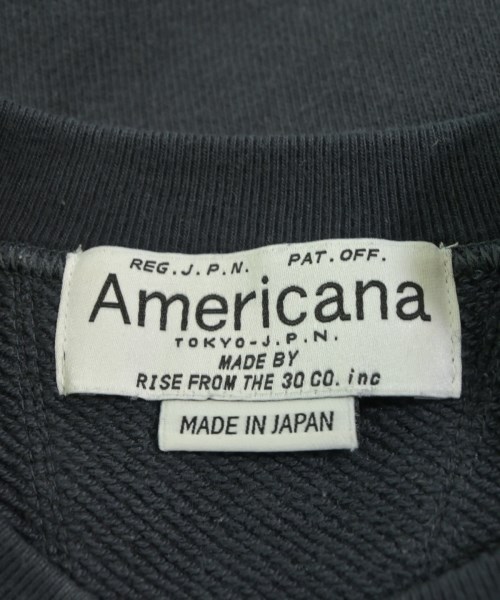 REG.J.P.N. PAT.OFF.
Americana
TOKYO-J.P.N.
MADE BY
RISE FROM THE 30 CO. inc
MADE IN JAPAN